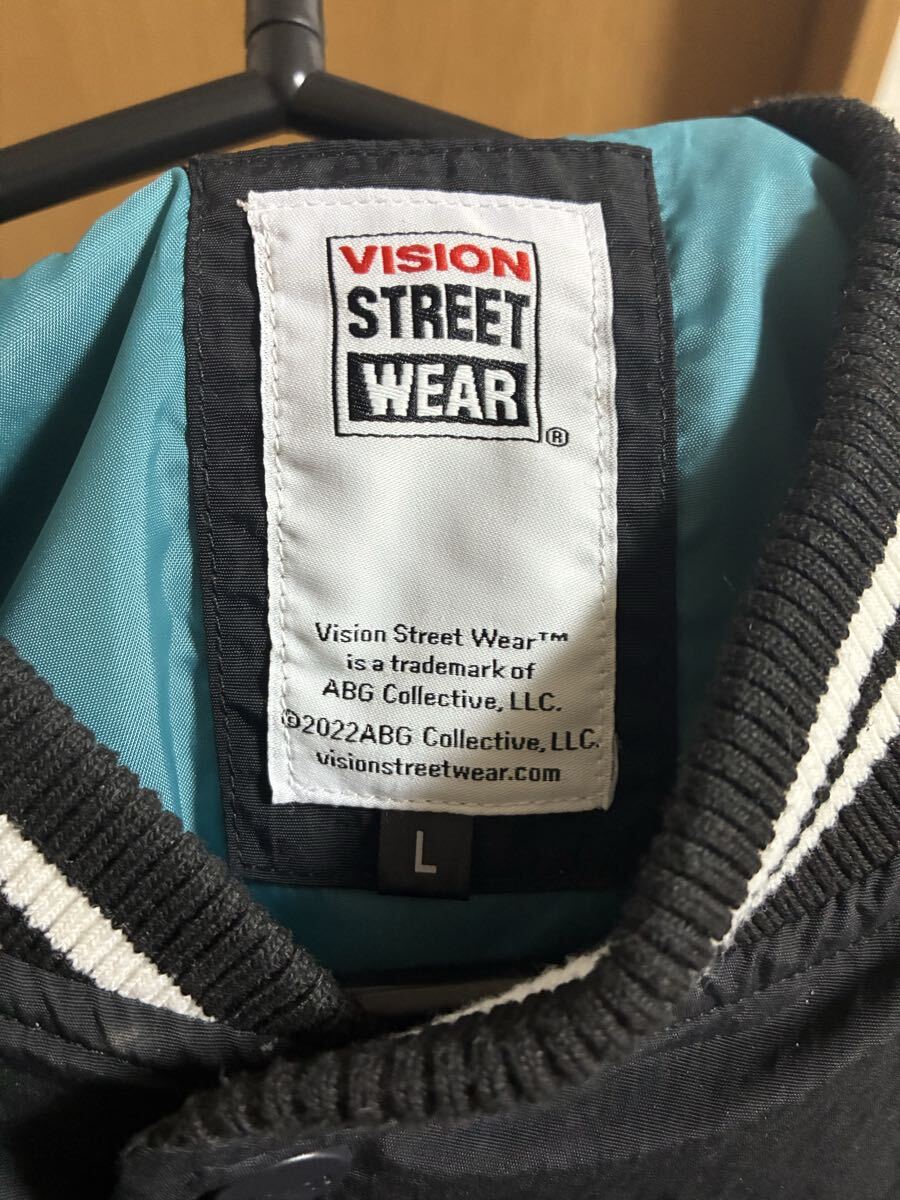 VISION
STREET
WEAR
®
Vision Street Wear™
is a trademark of
ABG Collective, LLC.
©2022ABG Collective, LLC.
visionstreetwear.com
L